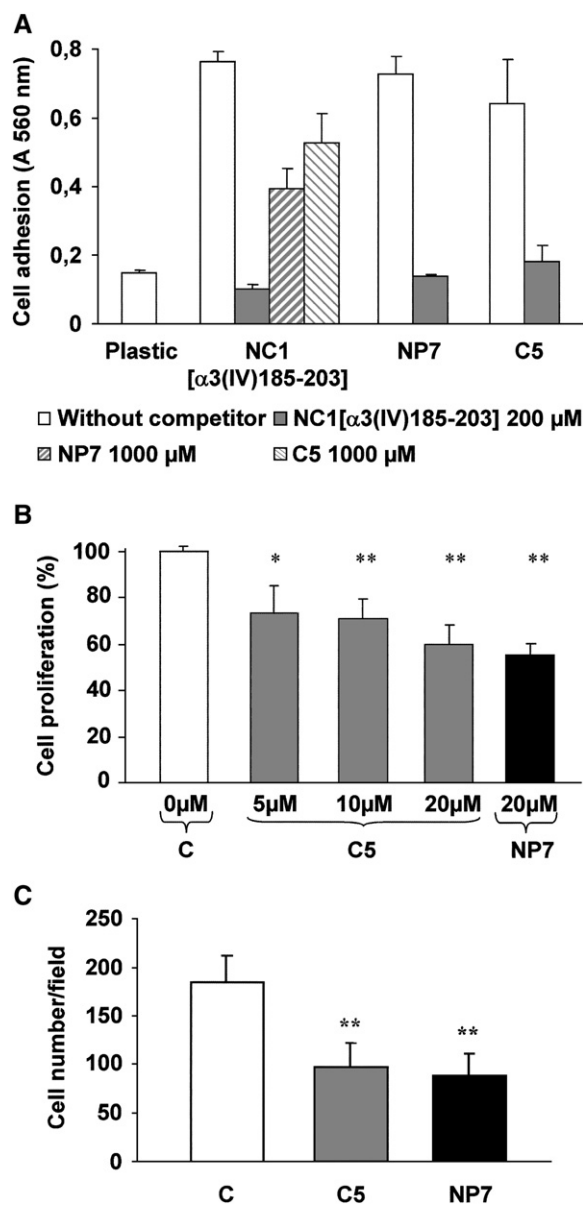 A
Cell adhesion (A 560 nm)
0,8
0,6
0,4
0,2
0
Plastic NC1 NP7 C5
[α3(IV)185-203]
Without competitor NC1[α3(IV)185-203] 200 µM
NP7 1000 µM C5 1000 µM
B
Cell proliferation (%)
100
80
60
40
20
0
* ** ** **
0µM 5µM 10µM 20µM 20µM
C C5 NP7
C
Cell number/field
250
200
150
100
50
0
** **
C C5 NP7